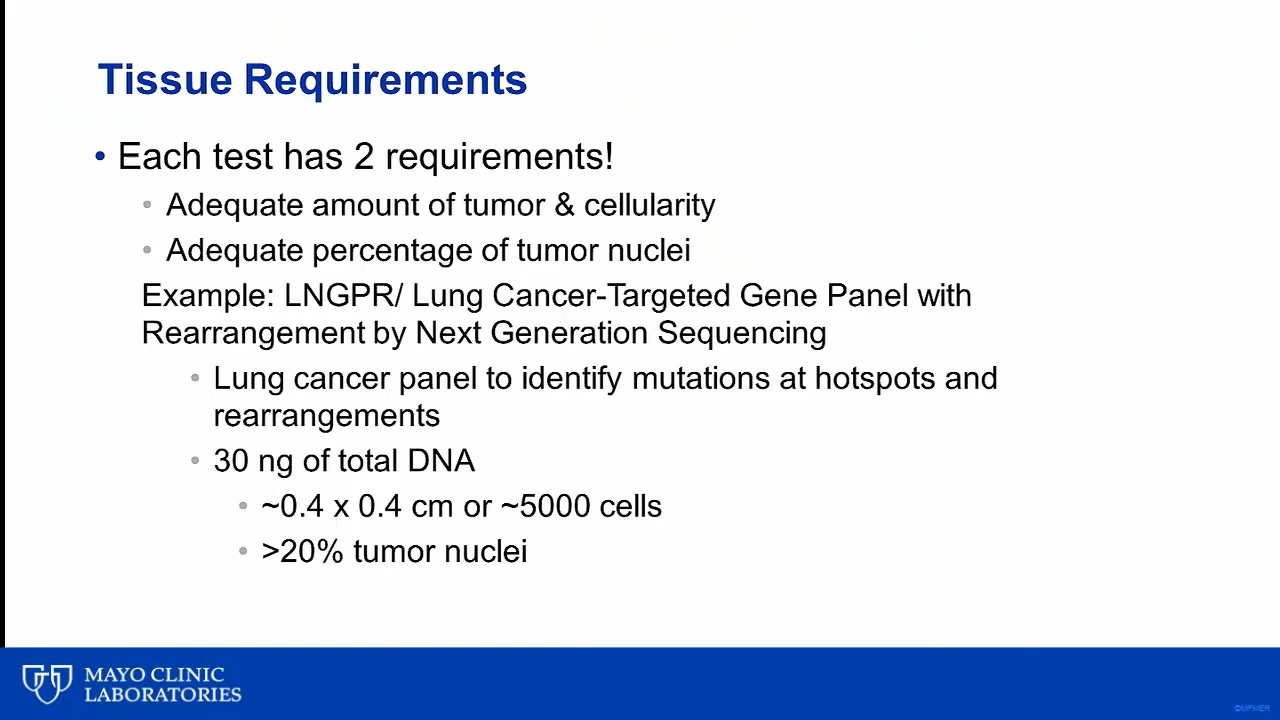 Tissue Requirements
• Each test has 2 requirements!
• Adequate amount of tumor & cellularity
• Adequate percentage of tumor nuclei
Example: LNGPR/ Lung Cancer-Targeted Gene Panel with
Rearrangement by Next Generation Sequencing
• Lung cancer panel to identify mutations at hotspots and
rearrangements
• 30 ng of total DNA
• ~0.4 x 0.4 cm or ~5000 cells
• >20% tumor nuclei
MAYO CLINIC
LABORATORIES
©MFMER